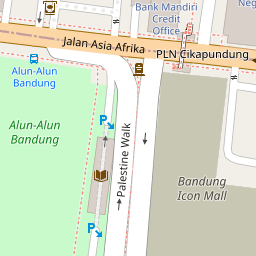 Bank Mandiri
Credit
Office
Neg
Jalan Asia Afrika
PLN Cikapundung
Alun-Alun
Bandung
Alun-Alun
Bandung
P
Palestine Walk
Bandung
Icon Mall
P